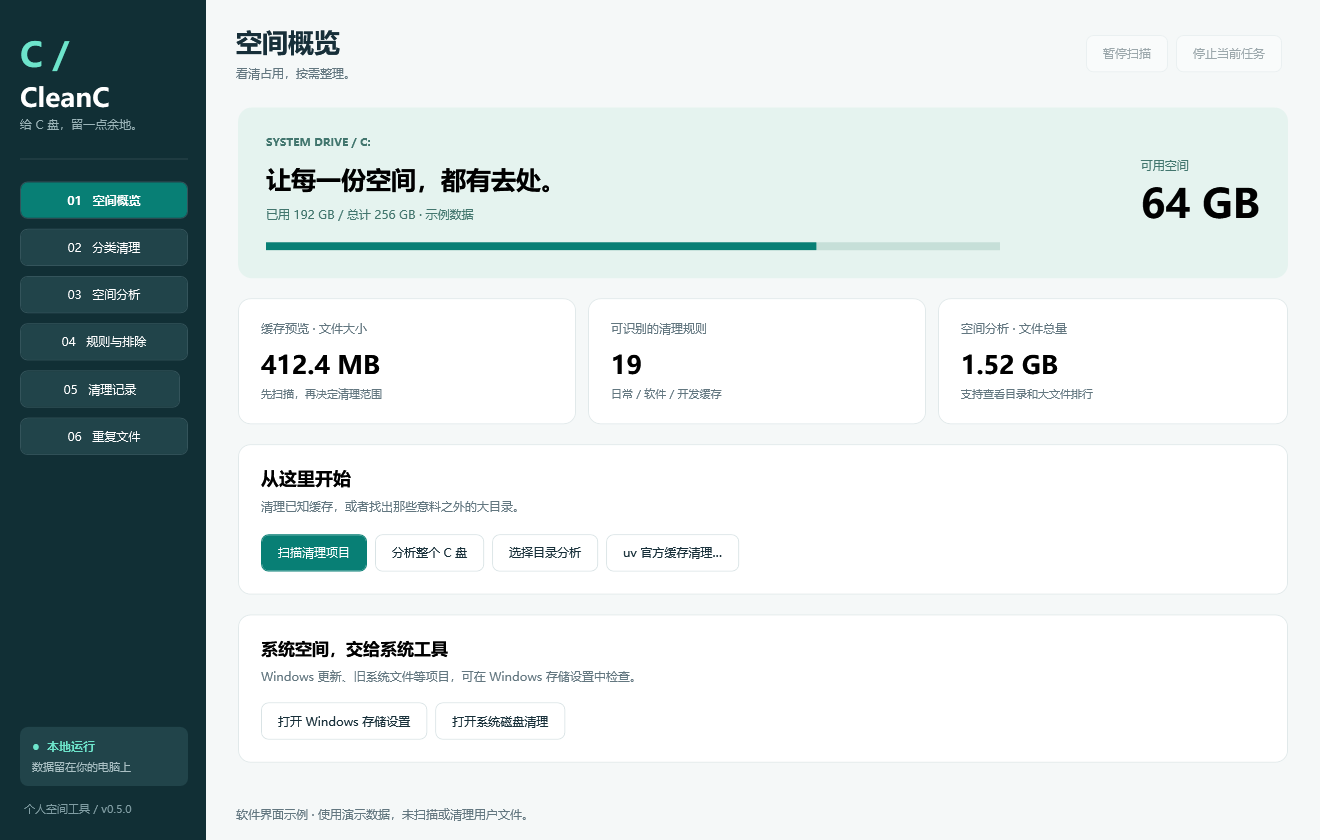 C /
CleanC
给 C 盘，留一点余地。
01 空间概览
02 分类清理
03 空间分析
04 规则与排除
05 清理记录
06 重复文件
● 本地运行
数据留在你的电脑上
个人空间工具 / v0.5.0
空间概览
看清占用，按需整理。
暂停扫描
停止当前任务
SYSTEM DRIVE / C:
让每一份空间，都有去处。
已用 192 GB / 总计 256 GB · 示例数据
可用空间
64 GB
缓存预览 · 文件大小
412.4 MB
先扫描，再决定清理范围
可识别的清理规则
19
日常 / 软件 / 开发缓存
空间分析 · 文件总量
1.52 GB
支持查看目录和大文件排行
从这里开始
清理已知缓存，或者找出那些意料之外的大目录。
扫描清理项目
分析整个 C 盘
选择目录分析
uv 官方缓存清理...
系统空间，交给系统工具
Windows 更新、旧系统文件等项目，可在 Windows 存储设置中检查。
打开 Windows 存储设置
打开系统磁盘清理
软件界面示例 · 使用演示数据，未扫描或清理用户文件。